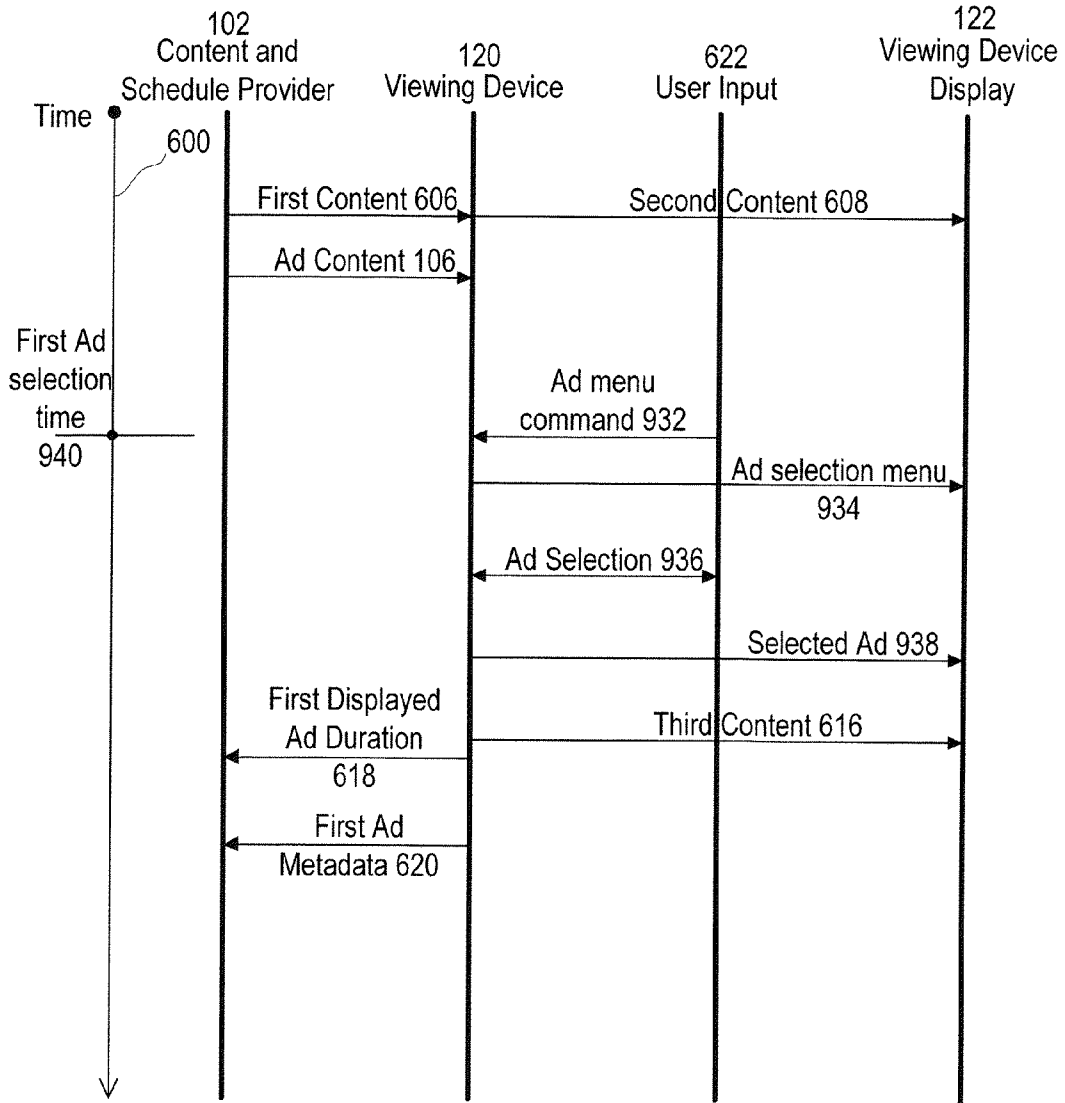 102
Content and
Schedule Provider
120
Viewing Device
622
User Input
122
Viewing Device
Display
Time
600
First Content 606
Second Content 608
Ad Content 106
First Ad
selection
time
940
Ad menu
command 932
Ad selection menu
934
Ad Selection 936
Selected Ad 938
First Displayed
Ad Duration
618
Third Content 616
First Ad
Metadata 620